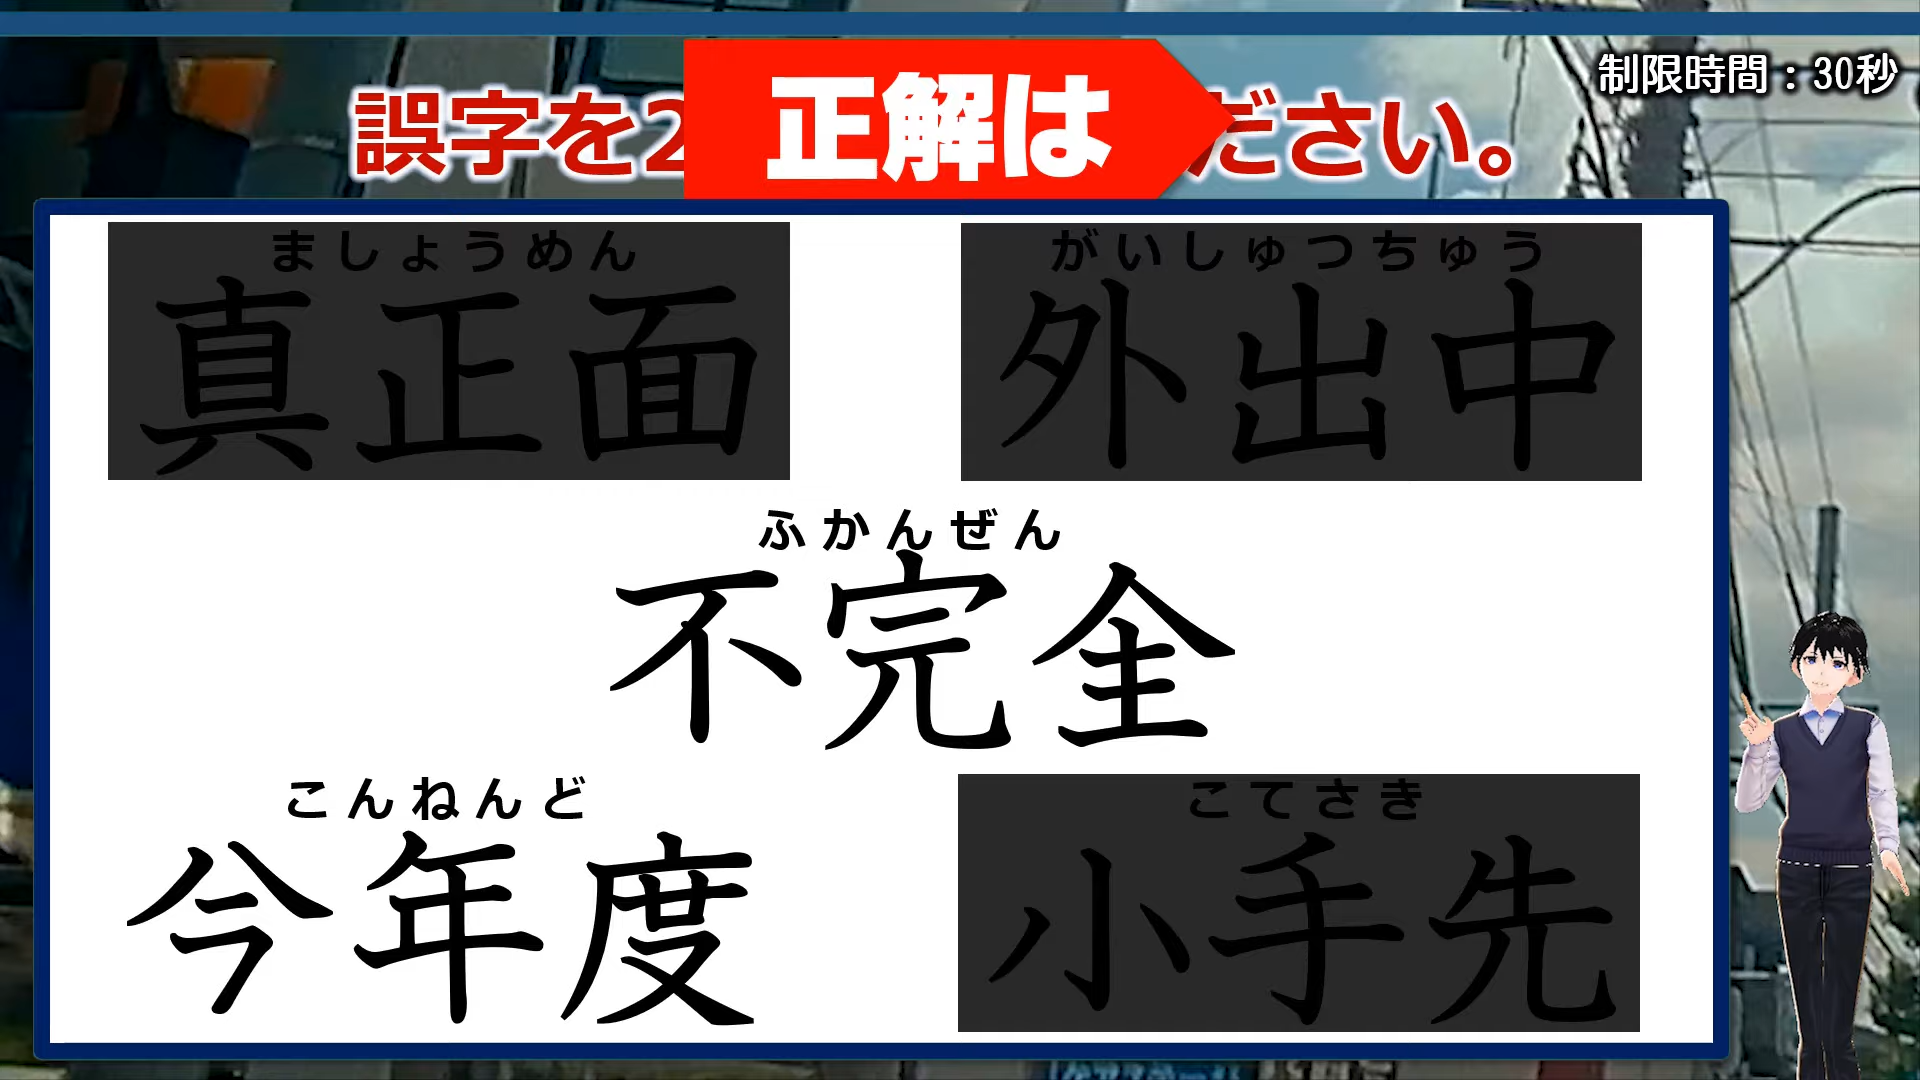 制限時間：30秒
誤字を2 正解は ださい。
ましょうめん
真正面
がいしゅつちゅう
外出中
ふかんぜん
不完全
こんねんど
今年度
こてさき
小手先